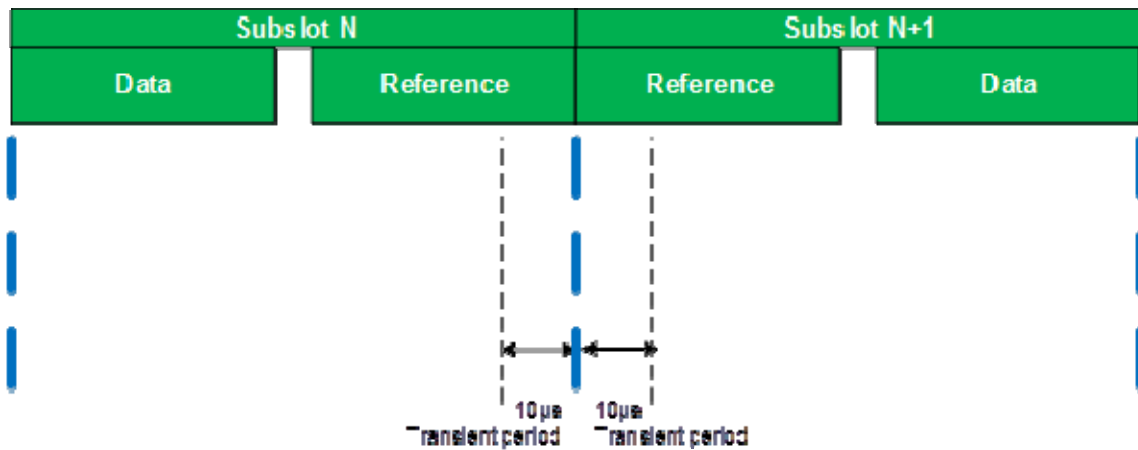 Subslot N Subslot N+1
Data Reference Reference Data
10µs 10µs
Transient period Transient period